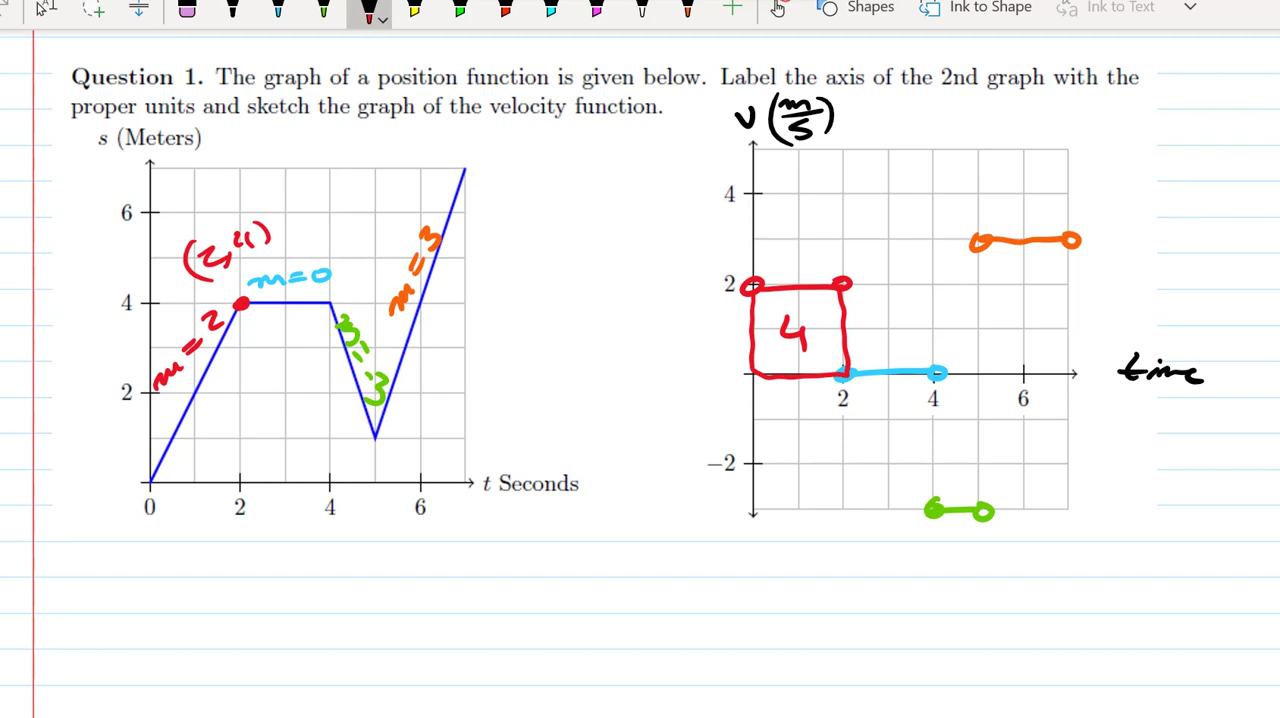 Shapes Ink to Shape Ink to Text
Question 1. The graph of a position function is given below. Label the axis of the 2nd graph with the
proper units and sketch the graph of the velocity function.
s (Meters)
6
4
2
0 2 4 6
t Seconds
(2,4)
m=2
m=0
m=-3
m=3
v (m/s)
4
2
-2
2 4 6
4
time